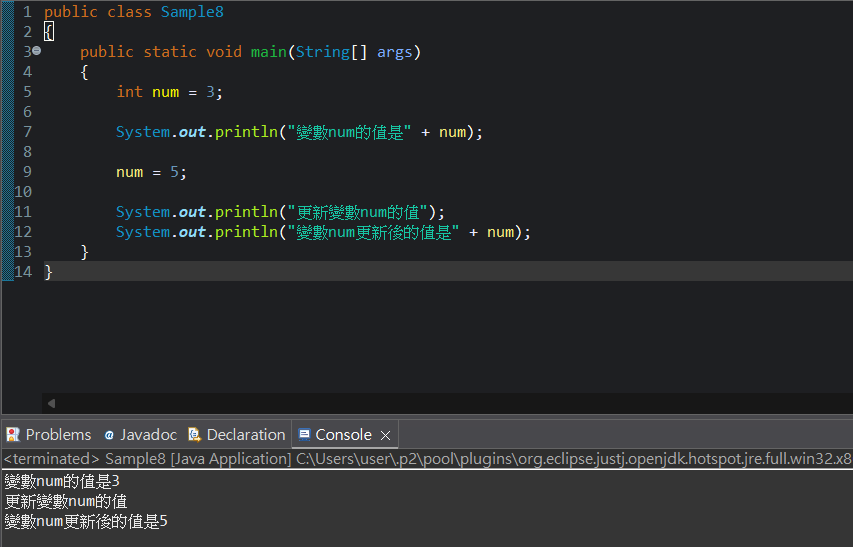 1 public class Sample8
2 {
3 public static void main(String[] args)
4 {
5 int num = 3;
6
7 System.out.println("變數num的值是" + num);
8
9 num = 5;
10
11 System.out.println("更新變數num的值");
12 System.out.println("變數num更新後的值是" + num);
13 }
14 }
Problems @ Javadoc Declaration Console
<terminated> Sample8 [Java Application] C:\Users\user\.p2\pool\plugins\org.eclipse.justj.openjdk.hotspot.jre.full.win32.x8
變數num的值是3
更新變數num的值
變數num更新後的值是5